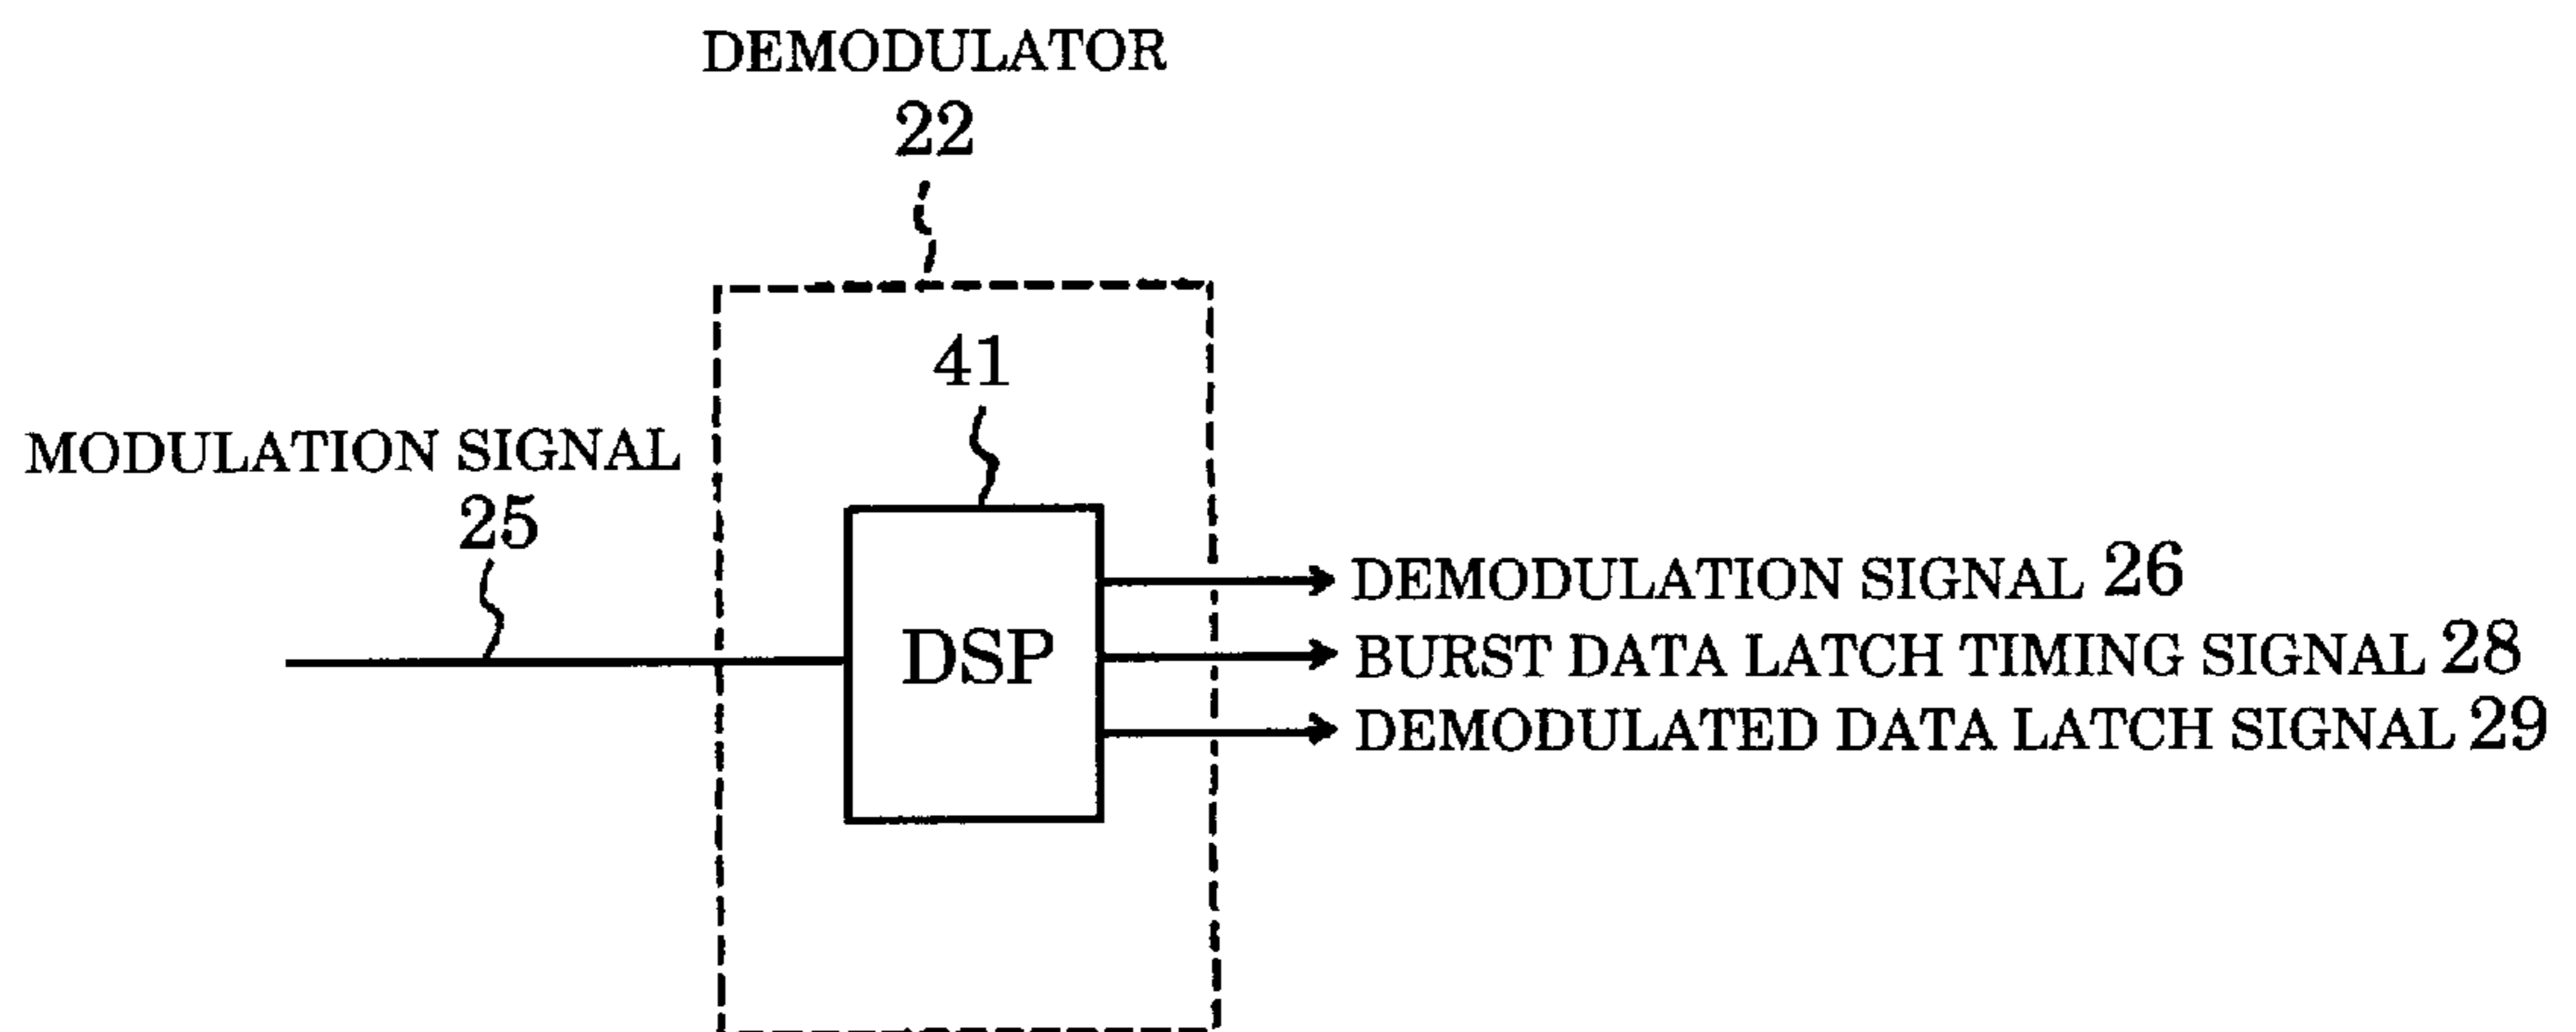 DEMODULATOR
22
41
MODULATION SIGNAL
25
DSP
DEMODULATION SIGNAL 26
BURST DATA LATCH TIMING SIGNAL 28
DEMODULATED DATA LATCH SIGNAL 29